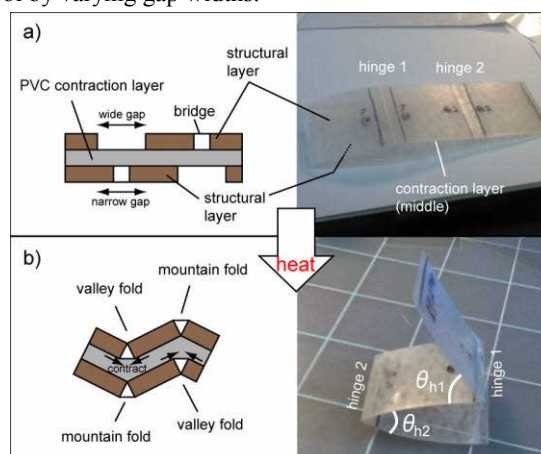 ol by varying gap widths.
a)
structural
layer
PVC contraction layer
wide gap
bridge
narrow gap
structural
layer
hinge 1
hinge 2
contraction layer
(middle)
heat
b)
mountain fold
valley fold
contract
mountain fold
valley fold
hinge 2
hinge 1
θh1
θh2